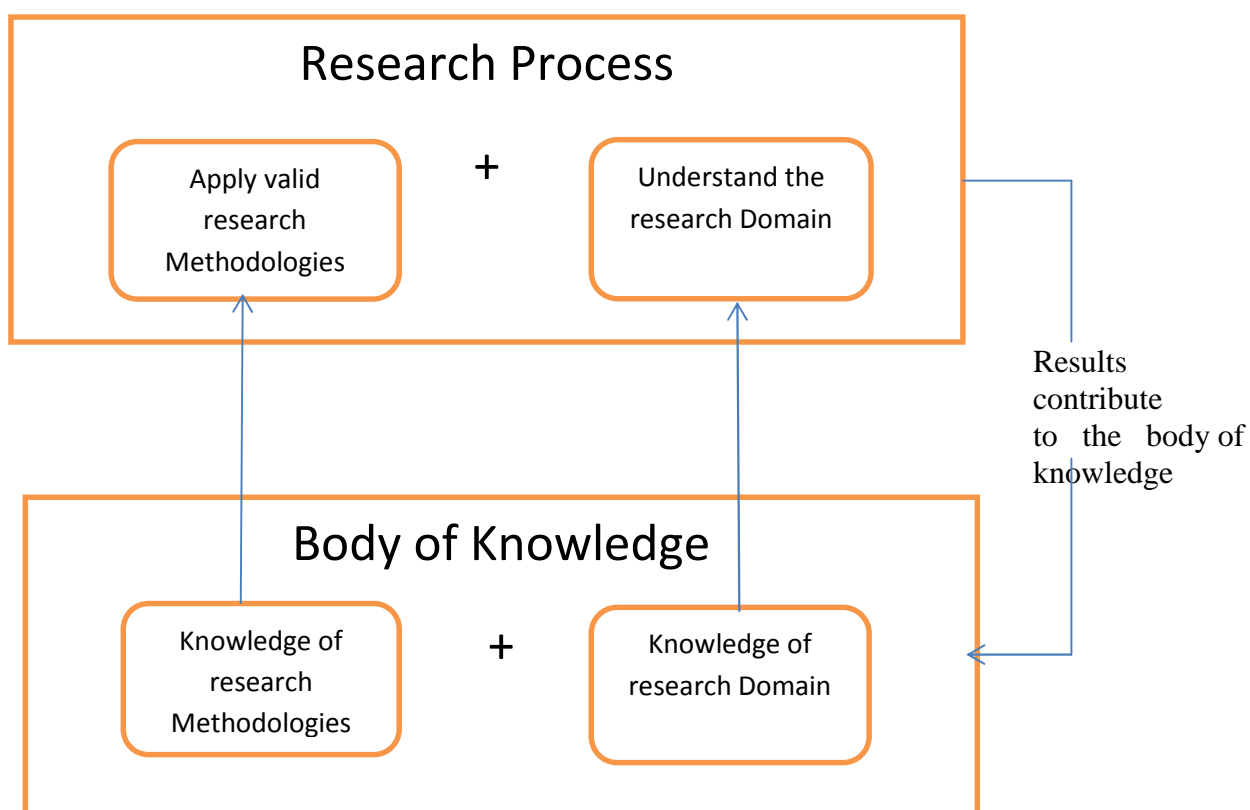 Research Process
Apply valid
research
Methodologies
+
Understand the
research Domain
Results
contribute
to the body of
knowledge
Body of Knowledge
Knowledge of
research
Methodologies
+
Knowledge of
research Domain